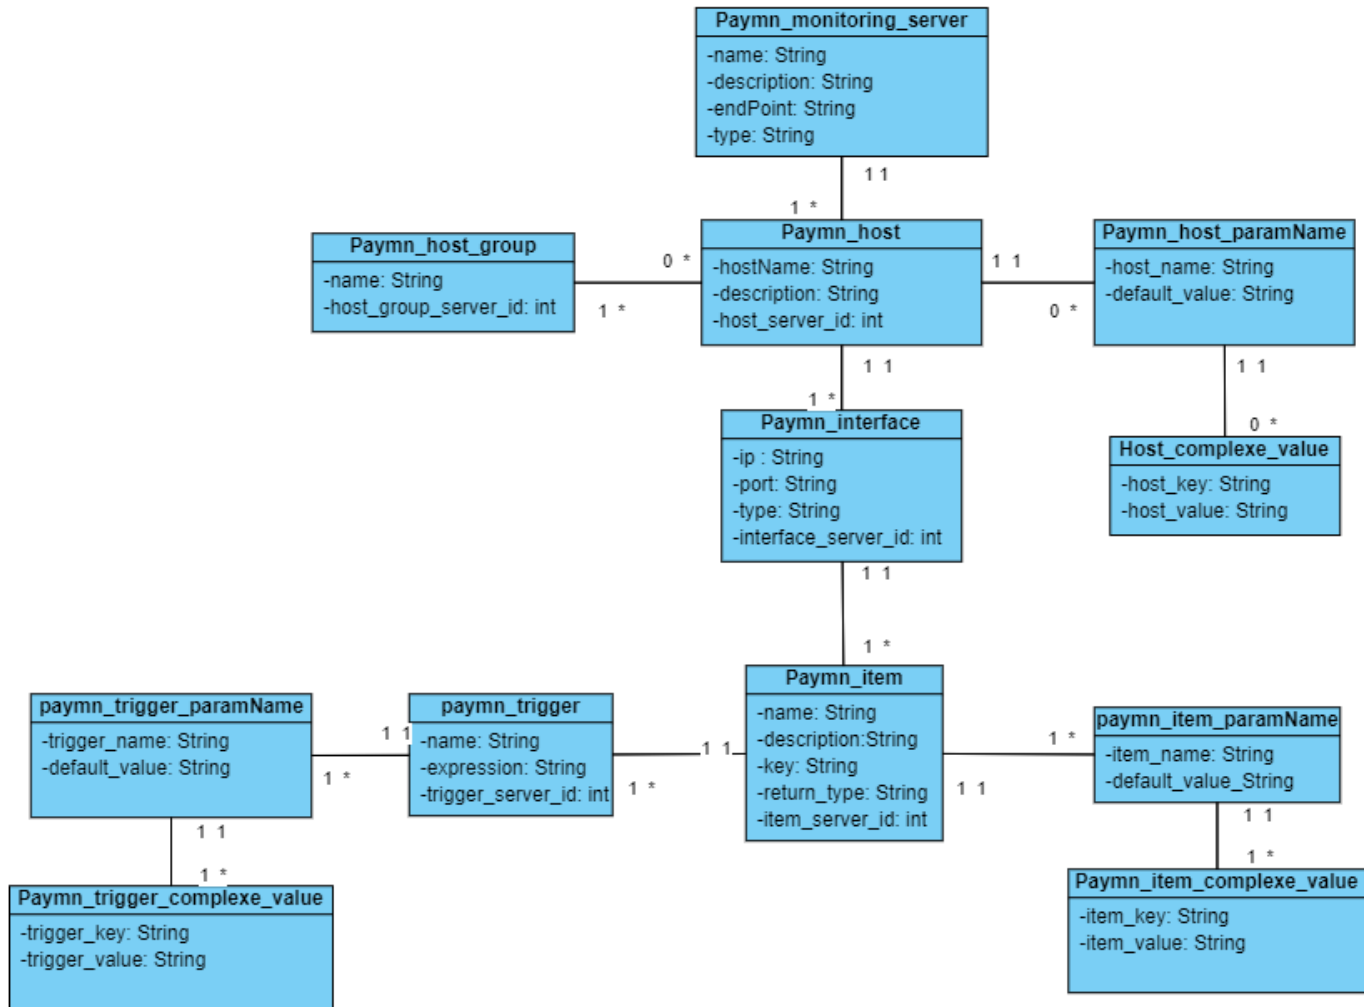 Paymn_monitoring_server
-name: String
-description: String
-endPoint: String
-type: String
1 1
1 *
Paymn_host_group
-name: String
-host_group_server_id: int
0 *
1 *
Paymn_host
-hostName: String
-description: String
-host_server_id: int
1 1
0 *
Paymn_host_paramName
-host_name: String
-default_value: String
1 1
1 *
1 1
0 *
Paymn_interface
-ip : String
-port: String
-type: String
-interface_server_id: int
Host_complexe_value
-host_key: String
-host_value: String
1 1
1 *
paymn_trigger_paramName
-trigger_name: String
-default_value: String
1 1
1 *
paymn_trigger
-name: String
-expression: String
-trigger_server_id: int
1 1
1 *
Paymn_item
-name: String
-description:String
-key: String
-return_type: String
-item_server_id: int
1 *
1 1
paymn_item_paramName
-item_name: String
-default_value_String
1 1
1 *
1 1
1 *
Paymn_trigger_complexe_value
-trigger_key: String
-trigger_value: String
Paymn_item_complexe_value
-item_key: String
-item_value: String